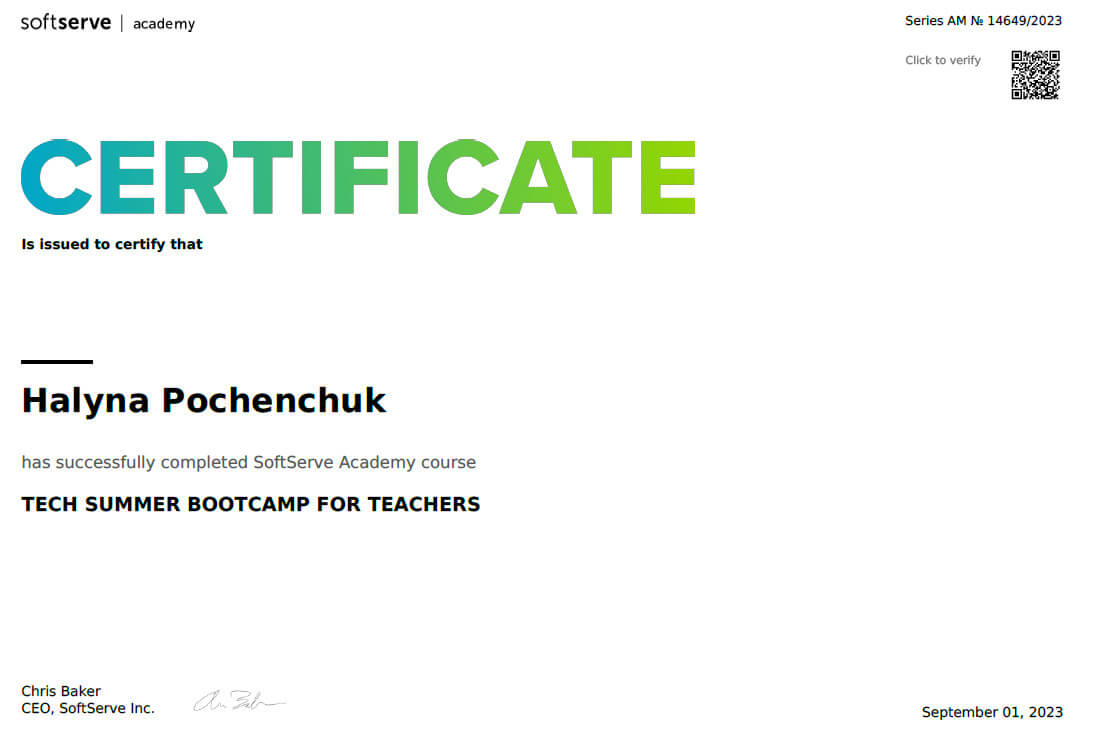 softserve | academy
Series AM № 14649/2023
Click to verify
CERTIFICATE
Is issued to certify that
Halyna Pochenchuk
has successfully completed SoftServe Academy course
TECH SUMMER BOOTCAMP FOR TEACHERS
Chris Baker
CEO, SoftServe Inc.
September 01, 2023